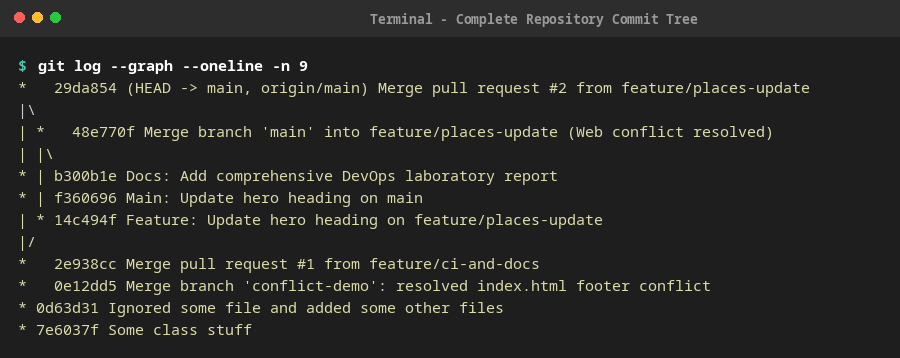 Terminal - Complete Repository Commit Tree
$ git log --graph --oneline -n 9
*   29da854 (HEAD -> main, origin/main) Merge pull request #2 from feature/places-update
|\
| *   48e770f Merge branch 'main' into feature/places-update (Web conflict resolved)
| |\
* | b300b1e Docs: Add comprehensive DevOps laboratory report
* | f360696 Main: Update hero heading on main
| * 14c494f Feature: Update hero heading on feature/places-update
|/
*   2e938cc Merge pull request #1 from feature/ci-and-docs
*   0e12dd5 Merge branch 'conflict-demo': resolved index.html footer conflict
* 0d63d31 Ignored some file and added some other files
* 7e6037f Some class stuff